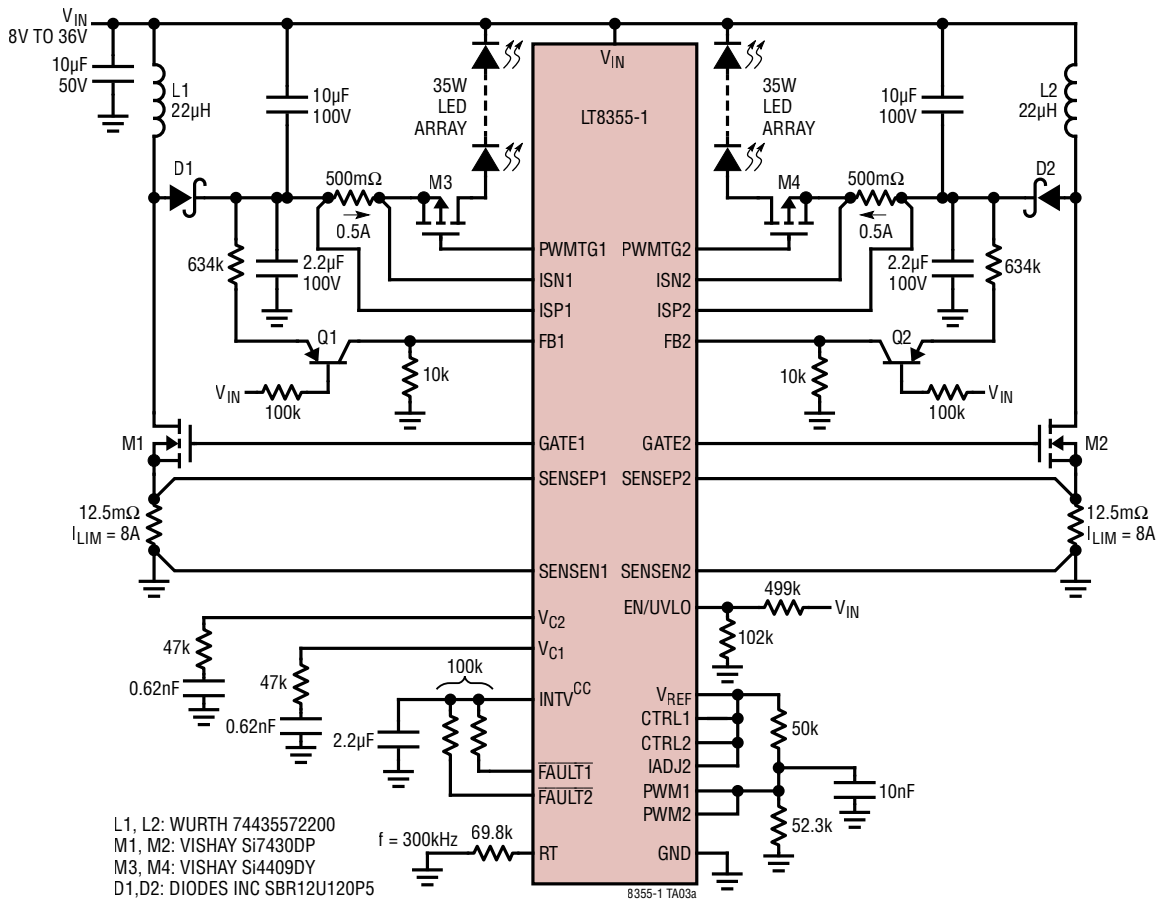 VIN
8V TO 36V
10µF
50V
L1
22µH
10µF
100V
35W
LED
ARRAY
VIN
LT8355-1
35W
LED
ARRAY
10µF
100V
L2
22µH
D1
500mΩ
0.5A
M3
M4
500mΩ
0.5A
D2
634k
2.2µF
100V
PWMTG1
ISN1
ISP1
FB1
PWMTG2
ISN2
ISP2
FB2
2.2µF
100V
634k
Q1
VIN
100k
10k
10k
Q2
VIN
100k
M1
GATE1
GATE2
M2
SENSEP1
SENSEP2
12.5mΩ
ILIM = 8A
12.5mΩ
ILIM = 8A
SENSEN1
SENSEN2
EN/UVLO
499k
VIN
102k
VC2
47k
0.62nF
VC1
47k
0.62nF
100k
INTVCC
2.2µF
FAULT1
FAULT2
VREF
CTRL1
CTRL2
IADJ2
PWM1
PWM2
50k
10nF
52.3k
f = 300kHz
69.8k
RT
GND
L1, L2: WURTH 74435572200
M1, M2: VISHAY Si7430DP
M3, M4: VISHAY Si4409DY
D1,D2: DIODES INC SBR12U120P5
8355-1 TA03a